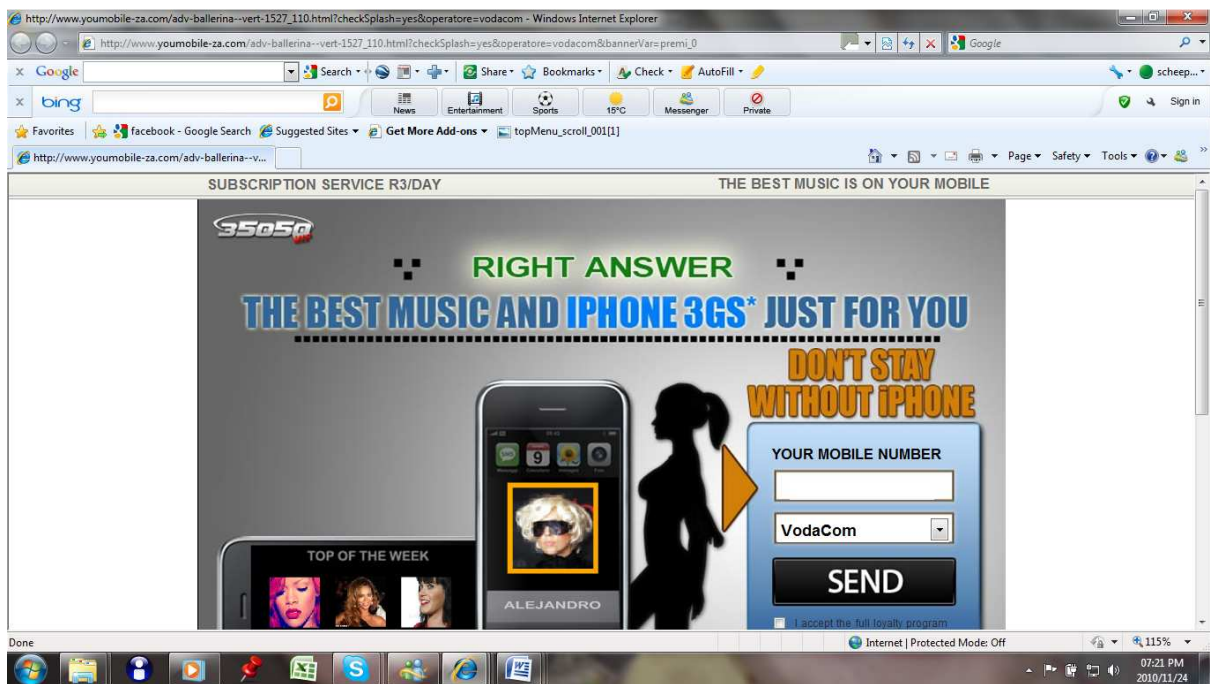 http://www.youmobile-za.com/adv-ballerina--vert-1527_110.html?checkSplash=yes&operatore=vodacom - Windows Internet Explorer
http://www.youmobile-za.com/adv-ballerina--vert-1527_110.html?checkSplash=yes&operatore=vodacom&bannerVar=premi_0
Google
x Google Search Share Bookmarks Check AutoFill scheep...
x bing News Entertainment Sports 15°C Messenger Private Sign in
Favorites facebook - Google Search Suggested Sites Get More Add-ons topMenu_scroll_001[1]
http://www.youmobile-za.com/adv-ballerina--v... Page Safety Tools
SUBSCRIPTION SERVICE R3/DAY THE BEST MUSIC IS ON YOUR MOBILE
35050
RIGHT ANSWER
THE BEST MUSIC AND IPHONE 3GS* JUST FOR YOU
DON'T STAY
WITHOUT iPHONE
YOUR MOBILE NUMBER
VodaCom
SEND
I accept the full loyalty program
9
TOP OF THE WEEK
ALEJANDRO
Done Internet | Protected Mode: Off 115%
07:21 PM
2010/11/24